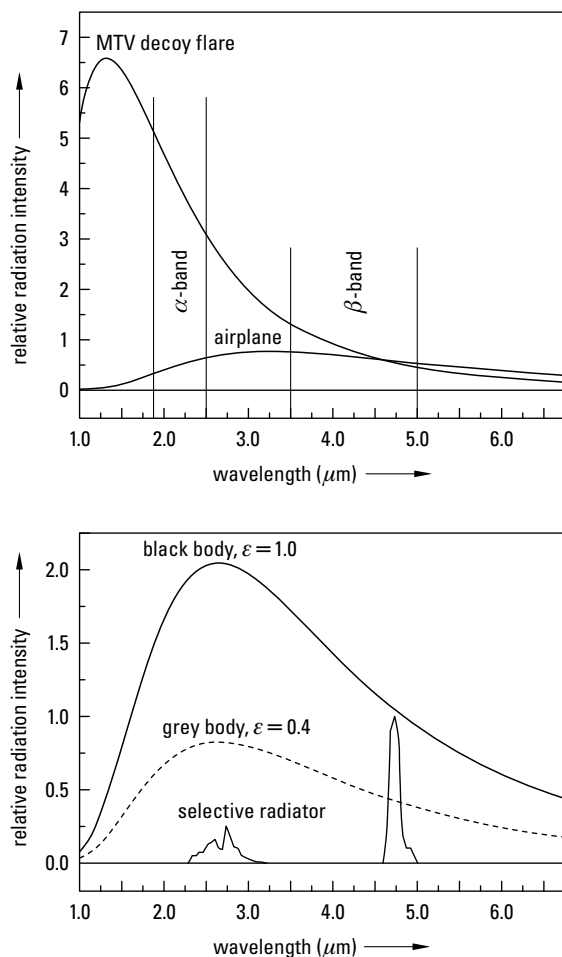 7
MTV decoy flare
6
5
4
3
2
1
0
relative radiation intensity
α-band
β-band
airplane
1.0 2.0 3.0 4.0 5.0 6.0
wavelength (μm)
black body, ε = 1.0
2.0
1.5
1.0
0.5
0.0
relative radiation intensity
grey body, ε = 0.4
selective radiator
1.0 2.0 3.0 4.0 5.0 6.0
wavelength (μm)